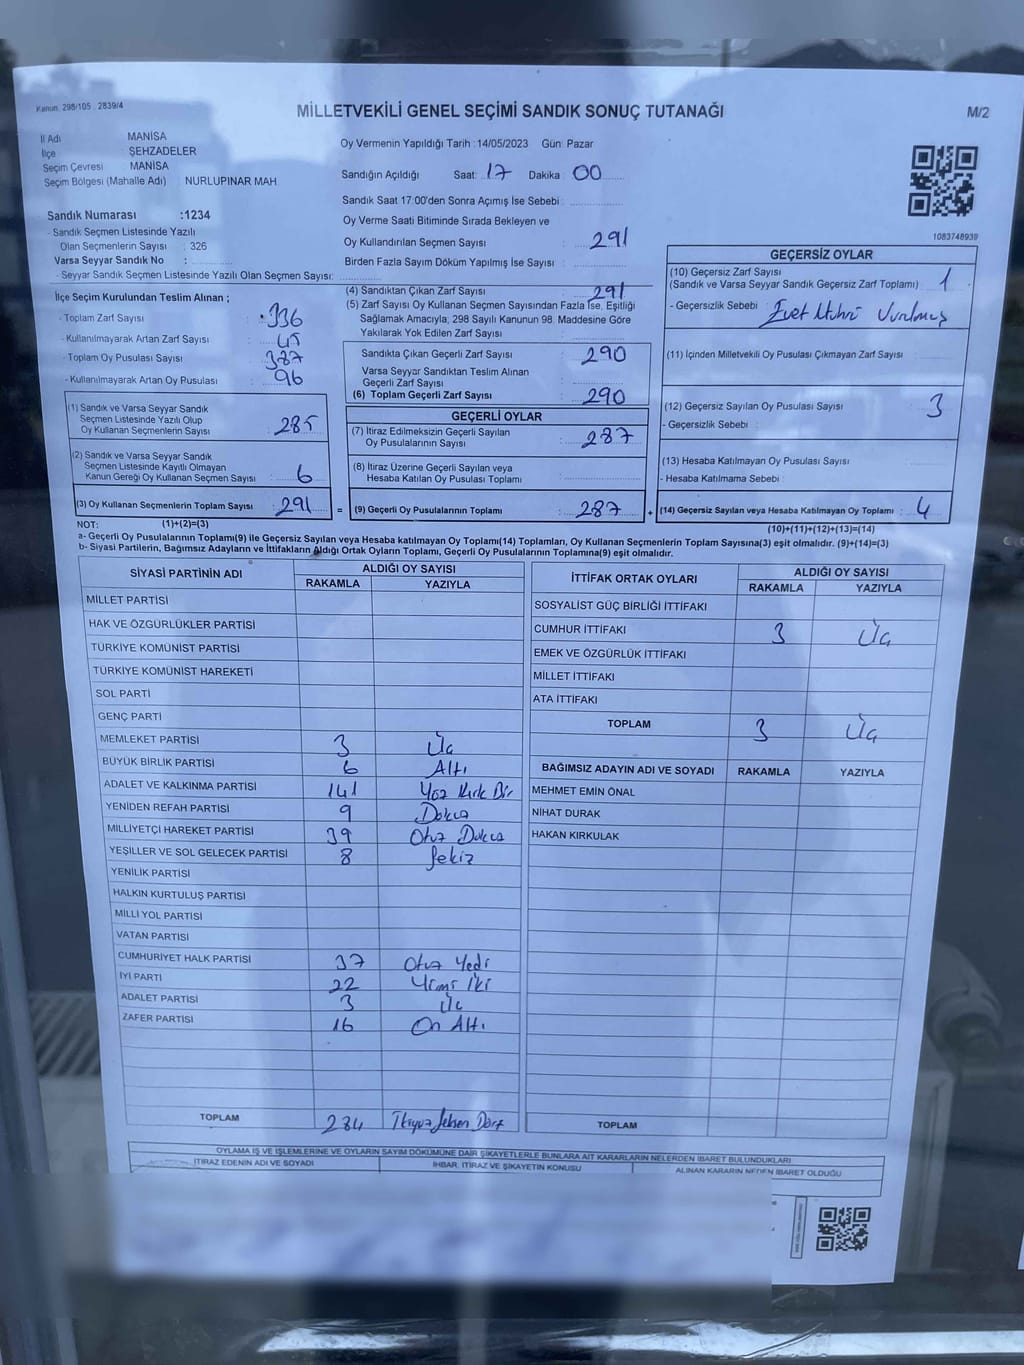 Kanun: 298/105 2839/4
MİLLETVEKİLİ GENEL SEÇİMİ SANDIK SONUÇ TUTANAĞI
M/2
İl Adı MANİSA
İlçe ŞEHZADELER
Seçim Çevresi MANİSA
Seçim Bölgesi (Mahalle Adı) NURLUPINAR MAH
Oy Vermenin Yapıldığı Tarih :14/05/2023 Gün: Pazar
Sandığın Açıldığı Saat: 17 Dakika 00
Sandık Saat 17:00'den Sonra Açımış İse Sebebi :
Sandık Numarası :1234
- Sandık Seçmen Listesinde Yazılı
Olan Seçmenlerin Sayısı : 326
Varsa Seyyar Sandık No :
- Seyyar Sandık Seçmen Listesinde Yazılı Olan Seçmen Sayısı:
Oy Verme Saati Bitiminde Sırada Bekleyen ve
Oy Kullandırılan Seçmen Sayısı : 291
Birden Fazla Sayım Döküm Yapılmış İse Sayısı :
1083748939
İlçe Seçim Kurulundan Teslim Alınan ;
- Toplam Zarf Sayısı : 336
- Kullanılmayarak Artan Zarf Sayısı : 45
- Toplam Oy Pusulası Sayısı : 387
- Kullanılmayarak Artan Oy Pusulası : 96
(4) Sandıktan Çıkan Zarf Sayısı : 291
(5) Zarf Sayısı Oy Kullanan Seçmen Sayısından Fazla İse, Eşitliği
Sağlamak Amacıyla, 298 Sayılı Kanunun 98. Maddesine Göre
Yakılarak Yok Edilen Zarf Sayısı :
Sandıkta Çıkan Geçerli Zarf Sayısı : 290
Varsa Seyyar Sandıktan Teslim Alınan
Geçerli Zarf Sayısı :
(6) Toplam Geçerli Zarf Sayısı : 290
GEÇERSİZ OYLAR
(10) Geçersiz Zarf Sayısı : 1
(Sandık ve Varsa Seyyar Sandık Geçersiz Zarf Toplamı)
- Geçersizlik Sebebi : Evet Mührü Vurulmuş
(11) İçinden Milletvekili Oy Pusulası Çıkmayan Zarf Sayısı :
(12) Geçersiz Sayılan Oy Pusulası Sayısı : 3
- Geçersizlik Sebebi :
(13) Hesaba Katılmayan Oy Pusulası Sayısı :
- Hesaba Katılmama Sebebi :
(1) Sandık ve Varsa Seyyar Sandık
Seçmen Listesinde Yazılı Olup
Oy Kullanan Seçmenlerin Sayısı : 285
(2) Sandık ve Varsa Seyyar Sandık
Seçmen Listesinde Kayıtlı Olmayan
Kanun Gereği Oy Kullanan Seçmen Sayısı : 6
GEÇERLİ OYLAR
(7) İtiraz Edilmeksizin Geçerli Sayılan
Oy Pusulalarının Sayısı : 287
(8) İtiraz Üzerine Geçerli Sayılan veya
Hesaba Katılan Oy Pusulası Toplamı :
(3) Oy Kullanan Seçmenlerin Toplam Sayısı : 291 = (9) Geçerli Oy Pusulalarının Toplamı : 287 + (14) Geçersiz Sayılan veya Hesaba Katılmayan Oy Toplamı : 4
NOT: (1)+(2)=(3) (10)+(11)+(12)+(13)=(14)
a- Geçerli Oy Pusulalarının Toplamı(9) ile Geçersiz Sayılan veya Hesaba Katılmayan Oy Toplamı(14) Toplamları, Oy Kullanan Seçmenlerin Toplam Sayısına(3) eşit olmalıdır. (9)+(14)=(3)
b- Siyasi Partilerin, Bağımsız Adayların ve İttifakların Aldığı Ortak Oyların Toplamı, Geçerli Oy Pusulalarının Toplamına(9) eşit olmalıdır.
SİYASİ PARTİNİN ADI ALDIĞI OY SAYISI
RAKAMLA YAZIYLA
MİLLET PARTİSİ
HAK VE ÖZGÜRLÜKLER PARTİSİ
TÜRKİYE KOMÜNİST PARTİSİ
TÜRKİYE KOMÜNİST HAREKETİ
SOL PARTİ
GENÇ PARTİ
MEMLEKET PARTİSİ 3 Üç
BÜYÜK BİRLİK PARTİSİ 6 Altı
ADALET VE KALKINMA PARTİSİ 141 Yüz Kırk Bir
YENİDEN REFAH PARTİSİ 9 Dokuz
MİLLİYETÇİ HAREKET PARTİSİ 39 Otuz Dokuz
YEŞİLLER VE SOL GELECEK PARTİSİ 8 Sekiz
YENİLİK PARTİSİ
HALKIN KURTULUŞ PARTİSİ
MİLLİ YOL PARTİSİ
VATAN PARTİSİ
CUMHURİYET HALK PARTİSİ 37 Otuz Yedi
İYİ PARTİ 22 Yirmi İki
ADALET PARTİSİ 3 Üç
ZAFER PARTİSİ 16 On Altı
TOPLAM 284 İkiyüz Seksen Dört
İTTİFAK ORTAK OYLARI ALDIĞI OY SAYISI
RAKAMLA YAZIYLA
SOSYALİST GÜÇ BİRLİĞİ İTTİFAKI
CUMHUR İTTİFAKI 3 Üç
EMEK VE ÖZGÜRLÜK İTTİFAKI
MİLLET İTTİFAKI
ATA İTTİFAKI
TOPLAM 3 Üç
BAĞIMSIZ ADAYIN ADI VE SOYADI RAKAMLA YAZIYLA
MEHMET EMİN ÖNAL
NİHAT DURAK
HAKAN KIRKULAK
TOPLAM
OYLAMA İŞ VE İŞLEMLERİNE VE OYLARIN SAYIM DÖKÜMÜNE DAİR ŞİKAYETLERLE BUNLARA AİT KARARLARIN NELERDEN İBARET BULUNDUKLARI
İTİRAZ EDENİN ADI VE SOYADI İHBAR, İTİRAZ VE ŞİKAYETİN KONUSU ALINAN KARARIN NEDEN İBARET OLDUĞU